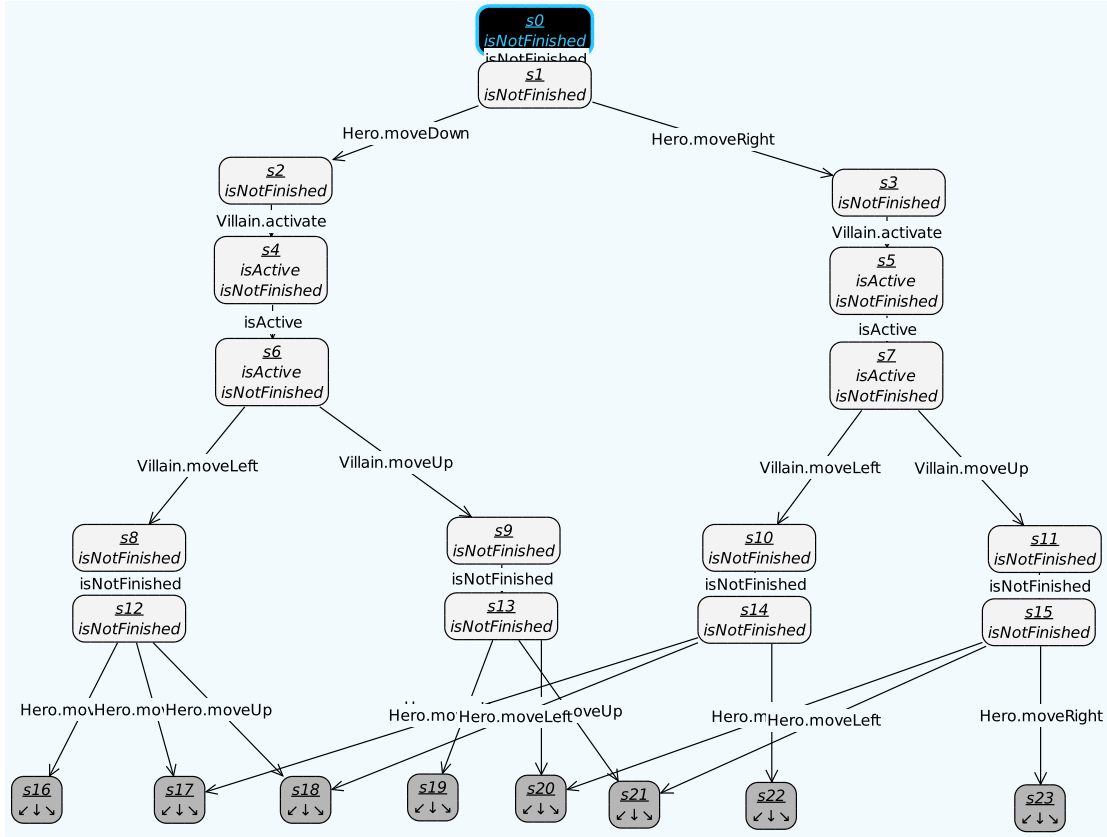 s0
isNotFinished
isNotFinished
s1
isNotFinished
Hero.moveDown
Hero.moveRight
s2
isNotFinished
s3
isNotFinished
Villain.activate
Villain.activate
s4
isActive
isNotFinished
s5
isActive
isNotFinished
isActive
isActive
s6
isActive
isNotFinished
s7
isActive
isNotFinished
Villain.moveLeft
Villain.moveUp
Villain.moveLeft
Villain.moveUp
s8
isNotFinished
s9
isNotFinished
s10
isNotFinished
s11
isNotFinished
isNotFinished
isNotFinished
isNotFinished
isNotFinished
s12
isNotFinished
s13
isNotFinished
s14
isNotFinished
s15
isNotFinished
Hero.moveUp
Hero.moveLeft
Hero.moveLeft
Hero.moveRight
s16
↙↓↘
s17
↙↓↘
s18
↙↓↘
s19
↙↓↘
s20
↙↓↘
s21
↙↓↘
s22
↙↓↘
s23
↙↓↘